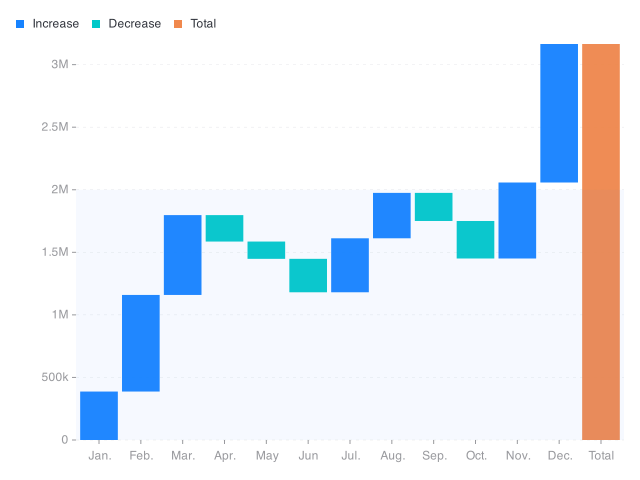 Increase Decrease Total
3M
2.5M
2M
1.5M
1M
500k
0
Jan. Feb. Mar. Apr. May Jun Jul. Aug. Sep. Oct. Nov. Dec. Total